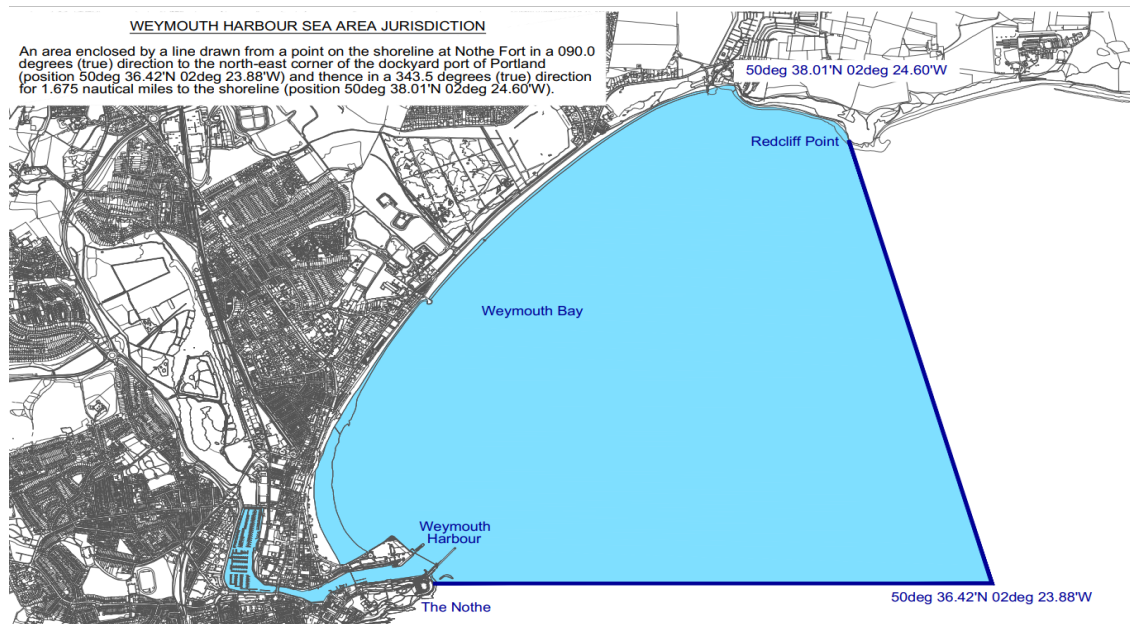 WEYMOUTH HARBOUR SEA AREA JURISDICTION
An area enclosed by a line drawn from a point on the shoreline at Nothe Fort in a 090.0
degrees (true) direction to the north-east corner of the dockyard port of Portland
(position 50deg 36.42'N 02deg 23.88'W) and thence in a 343.5 degrees (true) direction
for 1.675 nautical miles to the shoreline (position 50deg 38.01'N 02deg 24.60'W).
50deg 38.01'N 02deg 24.60'W
Redcliff Point
Weymouth Bay
Weymouth
Harbour
The Nothe
50deg 36.42'N 02deg 23.88'W